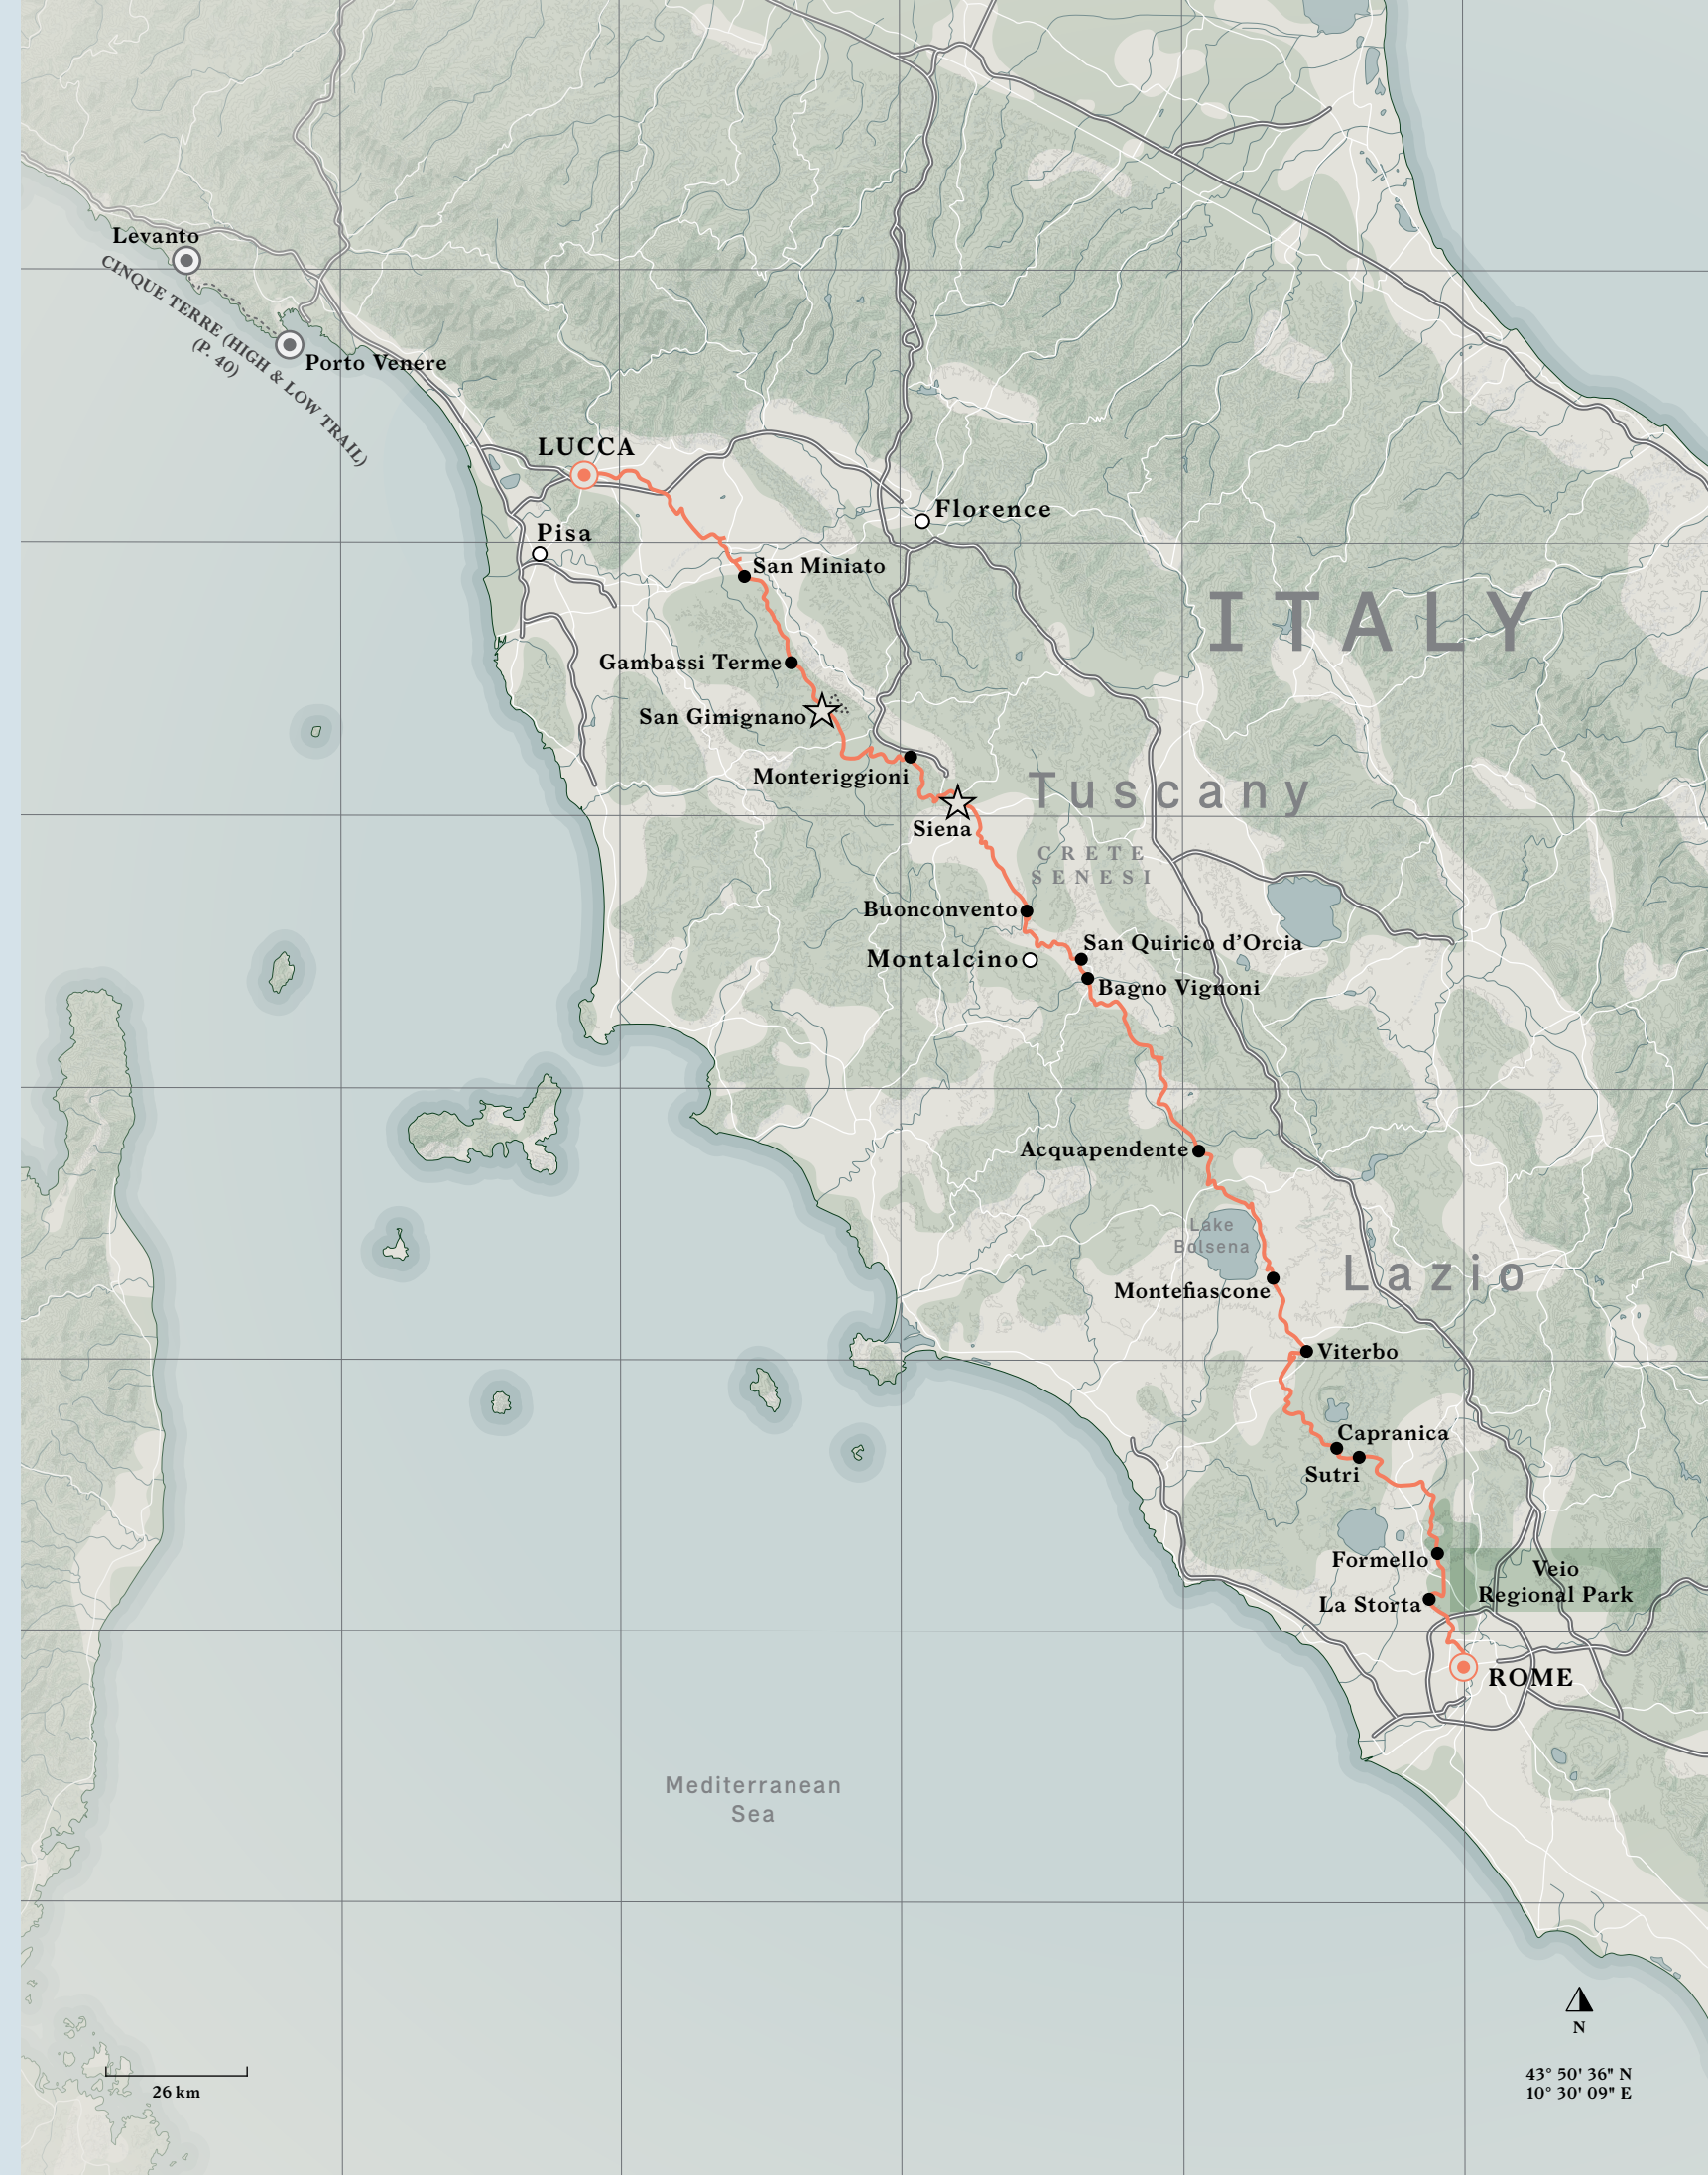 Levanto
CINQUE TERRE (HIGH & LOW TRAIL)
(P. 40)
Porto Venere
LUCCA
Florence
Pisa
San Miniato
ITALY
Gambassi Terme
San Gimignano
Monteriggioni
Tuscany
Siena
CRETE
SENESI
Buonconvento
San Quirico d’Orcia
Montalcino
Bagno Vignoni
Acquapendente
Lake
Bolsena
Lazio
Montefiascone
Viterbo
Capranica
Sutri
Formello
Veio
Regional Park
La Storta
ROME
Mediterranean
Sea
N
43° 50' 36" N
10° 30' 09" E
26 km